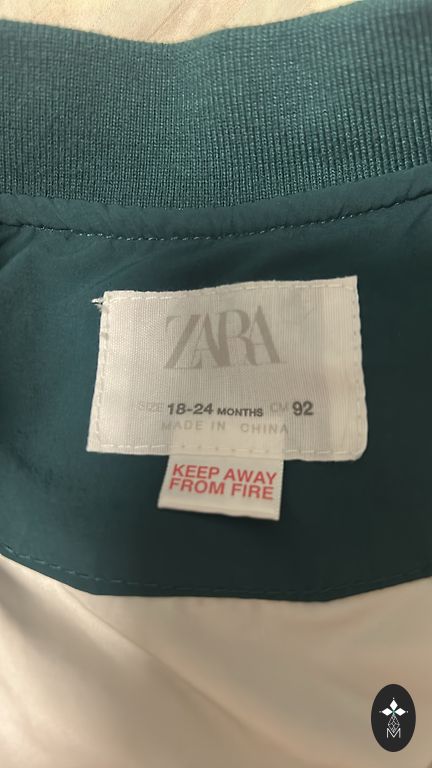 ZARA
SIZE 18-24 MONTHS CM 92
MADE IN CHINA
KEEP AWAY
FROM FIRE
M